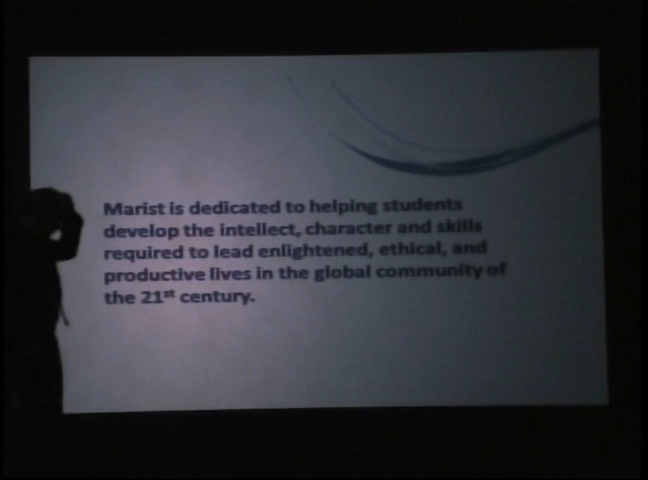 Marist is dedicated to helping students
develop the intellect, character and skills
required to lead enlightened, ethical, and
productive lives in the global community of
the 21st century.